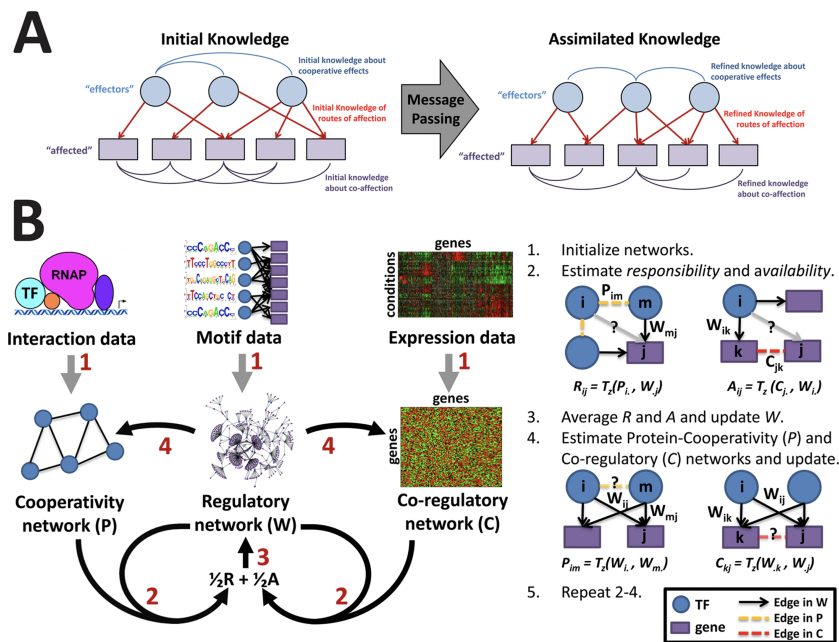 A
Initial Knowledge
Initial knowledge about
cooperative effects
"effectors"
Initial Knowledge of
routes of affection
"affected"
Initial knowledge
about co-affection
Message
Passing
Assimilated Knowledge
Refined knowledge about
cooperative effects
"effectors"
Refined Knowledge of
routes of affection
"affected"
Refined knowledge
about co-affection
B
RNAP
TF
Interaction data
Motif data
genes
conditions
Expression data
1
1
1
4
4
genes
genes
Cooperativity
network (P)
Regulatory
network (W)
Co-regulatory
network (C)
3
½R + ½A
2
2
1. Initialize networks.
2. Estimate responsibility and availability.
P_im
i
m
?
W_mj
j
R_ij = T_z(P_i. , W._j)
i
W_ik
?
k
j
C_jk
A_ij = T_z (C_j. , W_i.)
3. Average R and A and update W.
4. Estimate Protein-Cooperativity (P) and
Co-regulatory (C) networks and update.
i
?
m
W_ij
W_mj
j
P_im = T_z(W_i. , W_m.)
i
W_ij
W_ik
k
?
j
C_kj = T_z(W._k , W._j)
5. Repeat 2-4.
TF
gene
Edge in W
Edge in P
Edge in C